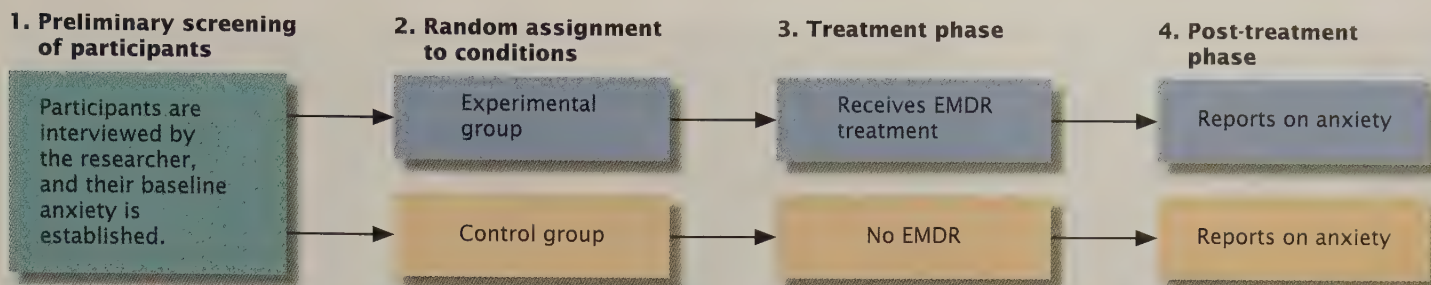 1. Preliminary screening
of participants
Participants are
interviewed by
the researcher,
and their baseline
anxiety is
established.
2. Random assignment
to conditions
Experimental
group
Control group
3. Treatment phase
Receives EMDR
treatment
No EMDR
4. Post-treatment
phase
Reports on anxiety
Reports on anxiety